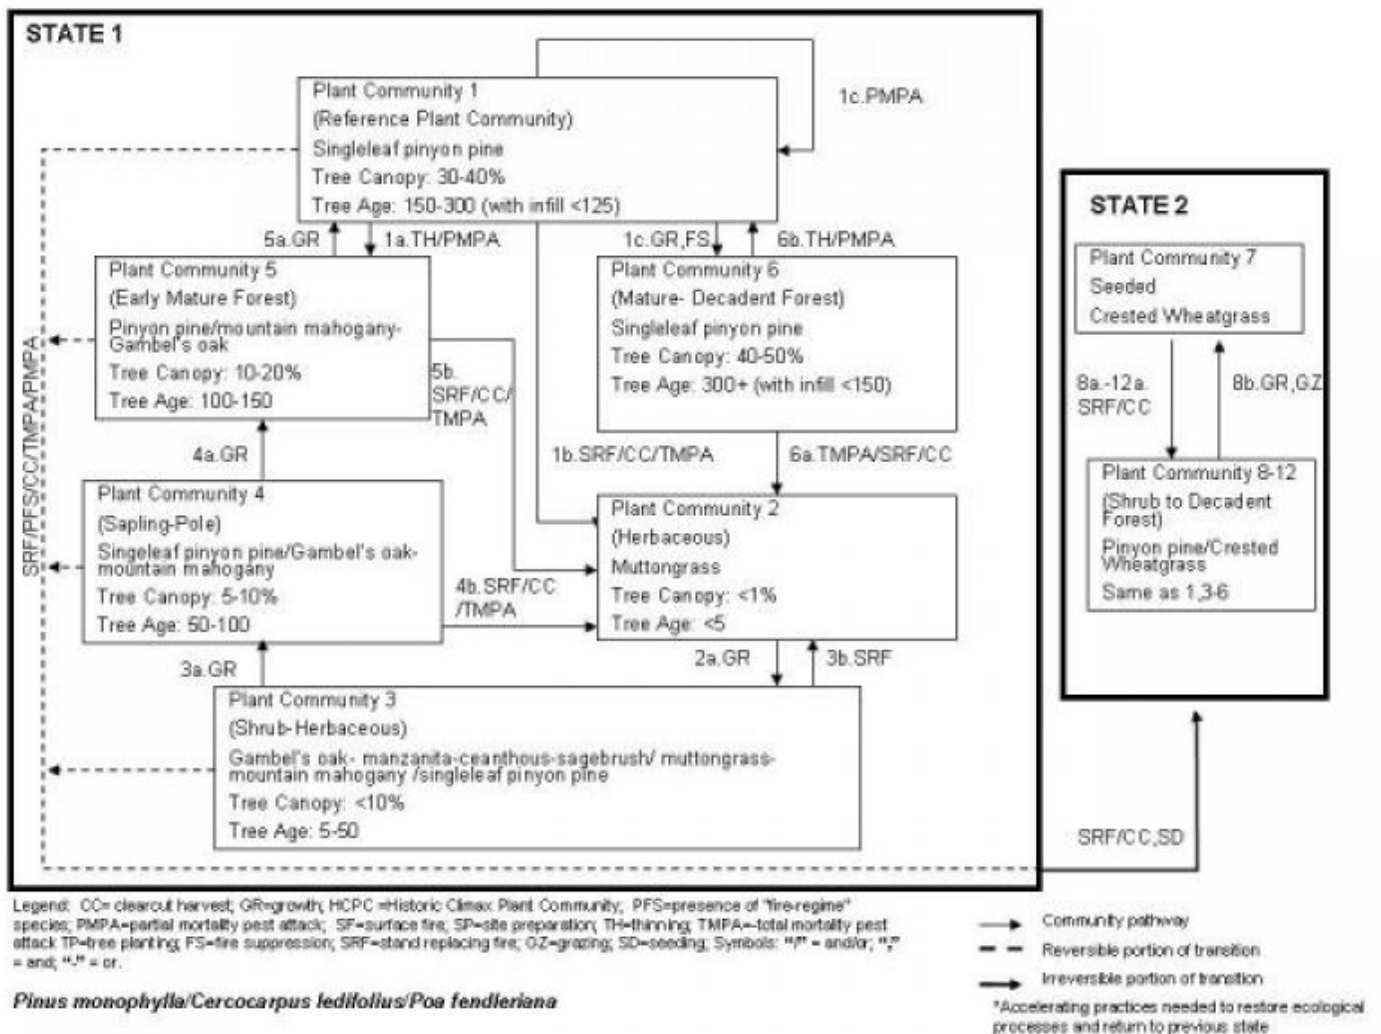 STATE 1
Plant Community 1
(Reference Plant Community)
Singleleaf pinyon pine
Tree Canopy: 30-40%
Tree Age: 150-300 (with infill <125)
1c.PMPA
5a.GR
1a.TH/PMPA
1c.GR,FS
6b.TH/PMPA
Plant Community 5
(Early Mature Forest)
Pinyon pine/mountain mahogany-
Gambel's oak
Tree Canopy: 10-20%
Tree Age: 100-150
Plant Community 6
(Mature- Decadent Forest)
Singleleaf pinyon pine
Tree Canopy: 40-50%
Tree Age: 300+ (with infill <150)
5b.
SRF/CC/
TMPA
4a.GR
1b.SRF/CC/TMPA
6a.TMPA/SRF/CC
SRF/PFS/CC/TMPA/PMPA
Plant Community 4
(Sapling-Pole)
Singeleaf pinyon pine/Gambel's oak-
mountain mahogany
Tree Canopy: 5-10%
Tree Age: 50-100
4b.SRF/CC
/TMPA
Plant Community 2
(Herbaceous)
Muttongrass
Tree Canopy: <1%
Tree Age: <5
3a.GR
2a.GR
3b.SRF
Plant Community 3
(Shrub-Herbaceous)
Gambel's oak- manzanita-ceanthous-sagebrush/ muttongrass-
mountain mahogany /singleleaf pinyon pine
Tree Canopy: <10%
Tree Age: 5-50
STATE 2
Plant Community 7
Seeded
Crested Wheatgrass
8a.-12a.
SRF/CC
8b.GR,GZ
Plant Community 8-12
(Shrub to Decadent
Forest)
Pinyon pine/Crested
Wheatgrass
Same as 1,3-6
SRF/CC,SD
Legend: CC= clearcut harvest; GR=growth; HCPC =Historic Climax Plant Community; PFS=presence of "fire-regime"
species; PMPA=partial mortality pest attack; SF=surface fire; SP=site preparation; TH=thinning; TMPA=-total mortality pest
attack TP=tree planting; FS=fire suppression; SRF=stand replacing fire; GZ=grazing; SD=seeding; Symbols: "/" = and/or; ","
= and; "-" = or.
Pinus monophylla/Cercocarpus ledifolius/Poa fendleriana
Community pathway
Reversible portion of transition
Irreversible portion of transition
*Accelerating practices needed to restore ecological
processes and return to previous state